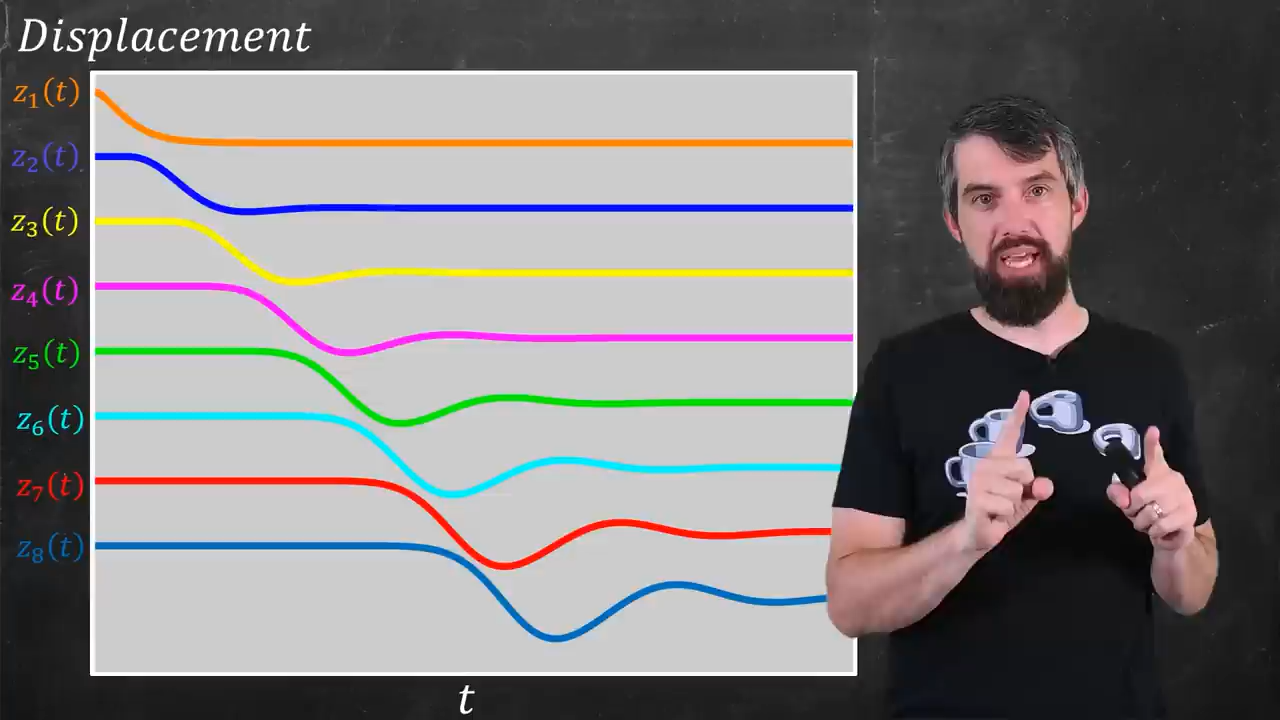 Displacement
z₁(t)
z₂(t).
z₃(t)
z₄(t)
z₅(t)
z₆(t)
z₇(t)
z₈(t)
t